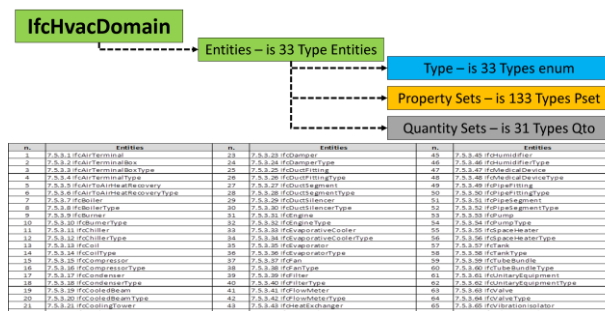 IfcHvacDomain
Entities – is 33 Type Entities
Type – is 33 Types enum
Property Sets – is 133 Types Pset
Quantity Sets – is 31 Types Qto
n. Entities n. Entities n. Entities
1 7.5.3.1 IfcAirTerminal 23 7.5.3.23 IfcDamper 45 7.5.3.45 IfcHumidifier
2 7.5.3.2 IfcAirTerminalBox 24 7.5.3.24 IfcDamperType 46 7.5.3.46 IfcHumidifierType
3 7.5.3.3 IfcAirTerminalBoxType 25 7.5.3.25 IfcDuctFitting 47 7.5.3.47 IfcMedicalDevice
4 7.5.3.4 IfcAirTerminalType 26 7.5.3.26 IfcDuctFittingType 48 7.5.3.48 IfcMedicalDeviceType
5 7.5.3.5 IfcAirToAirHeatRecovery 27 7.5.3.27 IfcDuctSegment 49 7.5.3.49 IfcPipeFitting
6 7.5.3.6 IfcAirToAirHeatRecoveryType 28 7.5.3.28 IfcDuctSegmentType 50 7.5.3.50 IfcPipeFittingType
7 7.5.3.7 IfcBoiler 29 7.5.3.29 IfcDuctSilencer 51 7.5.3.51 IfcPipeSegment
8 7.5.3.8 IfcBoilerType 30 7.5.3.30 IfcDuctSilencerType 52 7.5.3.52 IfcPipeSegmentType
9 7.5.3.9 IfcBurner 31 7.5.3.31 IfcEngine 53 7.5.3.53 IfcPump
10 7.5.3.10 IfcBurnerType 32 7.5.3.32 IfcEngineType 54 7.5.3.54 IfcPumpType
11 7.5.3.11 IfcChiller 33 7.5.3.33 IfcEvaporativeCooler 55 7.5.3.55 IfcSpaceHeater
12 7.5.3.12 IfcChillerType 34 7.5.3.34 IfcEvaporativeCoolerType 56 7.5.3.56 IfcSpaceHeaterType
13 7.5.3.13 IfcCoil 35 7.5.3.35 IfcEvaporator 57 7.5.3.57 IfcTank
14 7.5.3.14 IfcCoilType 36 7.5.3.36 IfcEvaporatorType 58 7.5.3.58 IfcTankType
15 7.5.3.15 IfcCompressor 37 7.5.3.37 IfcFan 59 7.5.3.59 IfcTubeBundle
16 7.5.3.16 IfcCompressorType 38 7.5.3.38 IfcFanType 60 7.5.3.60 IfcTubeBundleType
17 7.5.3.17 IfcCondenser 39 7.5.3.39 IfcFilter 61 7.5.3.61 IfcUnitaryEquipment
18 7.5.3.18 IfcCondenserType 40 7.5.3.40 IfcFilterType 62 7.5.3.62 IfcUnitaryEquipmentType
19 7.5.3.19 IfcCooledBeam 41 7.5.3.41 IfcFlowMeter 63 7.5.3.63 IfcValve
20 7.5.3.20 IfcCooledBeamType 42 7.5.3.42 IfcFlowMeterType 64 7.5.3.64 IfcValveType
21 7.5.3.21 IfcCoolingTower 43 7.5.3.43 IfcHeatExchanger 65 7.5.3.65 IfcVibrationIsolator